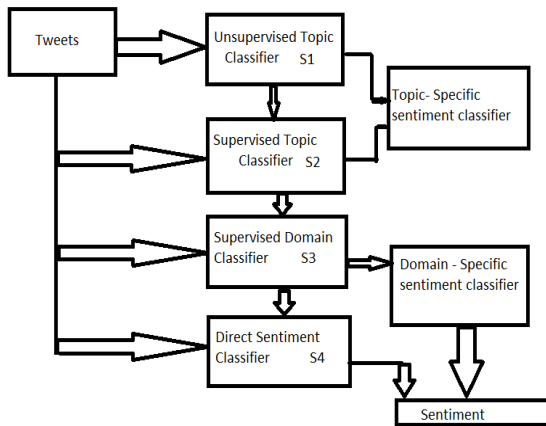 Tweets
Unsupervised Topic
Classifier S1
Topic- Specific
sentiment classifier
Supervised Topic
Classifier S2
Supervised Domain
Classifier S3
Domain - Specific
sentiment classifier
Direct Sentiment
Classifier S4
Sentiment